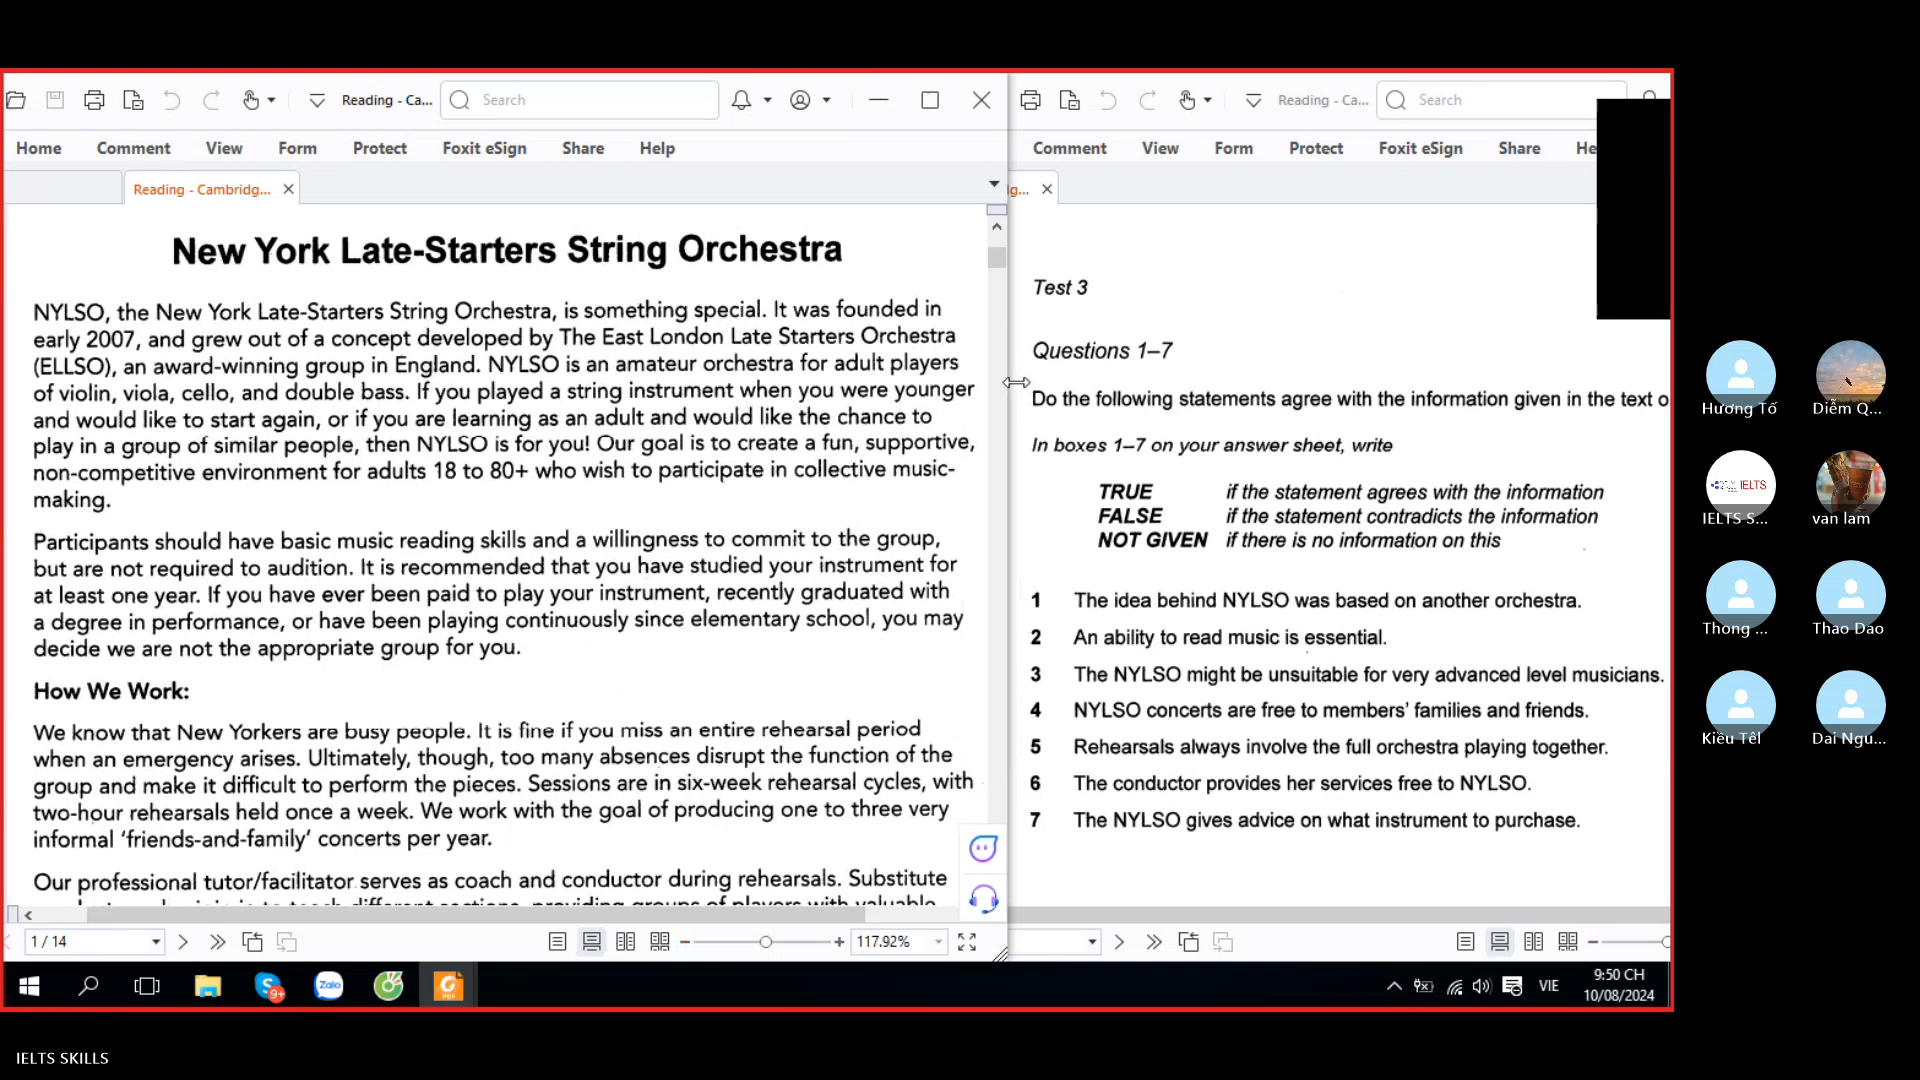 Reading - Ca...
Search
Home Comment View Form Protect Foxit eSign Share Help
Reading - Cambridg...
New York Late-Starters String Orchestra
NYLSO, the New York Late-Starters String Orchestra, is something special. It was founded in
early 2007, and grew out of a concept developed by The East London Late Starters Orchestra
(ELLSO), an award-winning group in England. NYLSO is an amateur orchestra for adult players
of violin, viola, cello, and double bass. If you played a string instrument when you were younger
and would like to start again, or if you are learning as an adult and would like the chance to
play in a group of similar people, then NYLSO is for you! Our goal is to create a fun, supportive,
non-competitive environment for adults 18 to 80+ who wish to participate in collective music-
making.
Participants should have basic music reading skills and a willingness to commit to the group,
but are not required to audition. It is recommended that you have studied your instrument for
at least one year. If you have ever been paid to play your instrument, recently graduated with
a degree in performance, or have been playing continuously since elementary school, you may
decide we are not the appropriate group for you.
How We Work:
We know that New Yorkers are busy people. It is fine if you miss an entire rehearsal period
when an emergency arises. Ultimately, though, too many absences disrupt the function of the
group and make it difficult to perform the pieces. Sessions are in six-week rehearsal cycles, with
two-hour rehearsals held once a week. We work with the goal of producing one to three very
informal 'friends-and-family' concerts per year.
Our professional tutor/facilitator serves as coach and conductor during rehearsals. Substitute
1 / 14
117.92%
Reading - Ca...
Search
Comment View Form Protect Foxit eSign Share He
g...
Test 3
Questions 1–7
Do the following statements agree with the information given in the text o
In boxes 1–7 on your answer sheet, write
TRUE if the statement agrees with the information
FALSE if the statement contradicts the information
NOT GIVEN if there is no information on this
1 The idea behind NYLSO was based on another orchestra.
2 An ability to read music is essential.
3 The NYLSO might be unsuitable for very advanced level musicians.
4 NYLSO concerts are free to members' families and friends.
5 Rehearsals always involve the full orchestra playing together.
6 The conductor provides her services free to NYLSO.
7 The NYLSO gives advice on what instrument to purchase.
9+
Zalo
VIE
9:50 CH
10/08/2024
Hương Tố
Diễm Q...
IELTS
IELTS S...
van lam
Thong ...
Thao Dao
Kiều Têl
Dai Ngu...
IELTS SKILLS